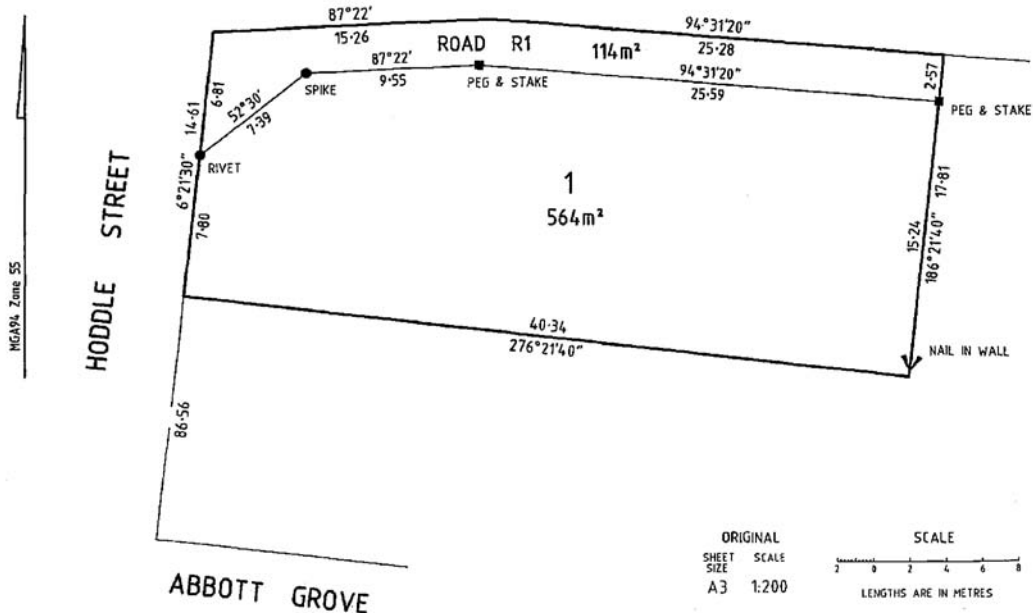 87°22'
15·26
94·31'20"
25·28
ROAD R1
114m²
87°22'
9·55
SPIKE
PEG & STAKE
94°31'20"
25·59
2·57
PEG & STAKE
6·81
14·61
52°30'
7·39
RIVET
6°21'30"
7·80
1
564m²
17·81
15·24
186°21'40"
MGA94 Zone 55
HODDLE STREET
40·34
276°21'40"
NAIL IN WALL
86·56
ABBOTT GROVE
ORIGINAL
SHEET SIZE
SCALE
A3
1:200
SCALE
2 0 2 4 6 8
LENGTHS ARE IN METRES